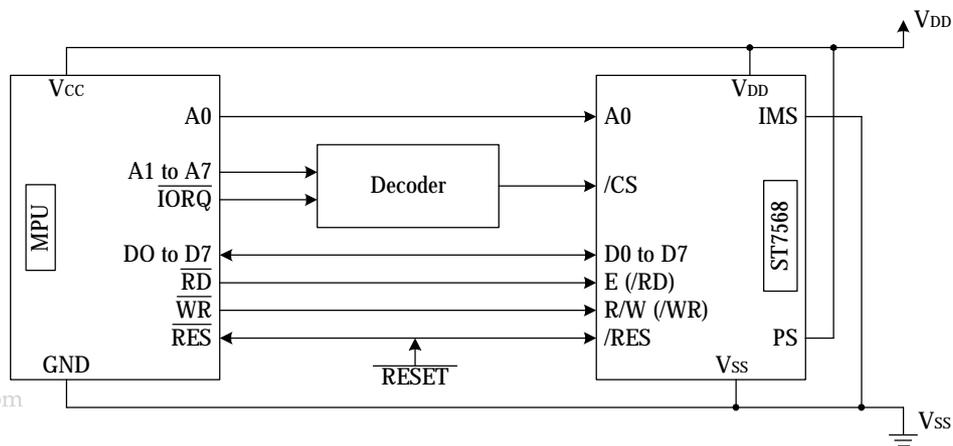 VDD
VCC
VDD
A0
A0
IMS
A1 to A7
IORQ
Decoder
/CS
MPU
ST7568
DO to D7
D0 to D7
RD
E (/RD)
WR
R/W (/WR)
RES
/RES
PS
GND
RESET
VSS
VSS
om